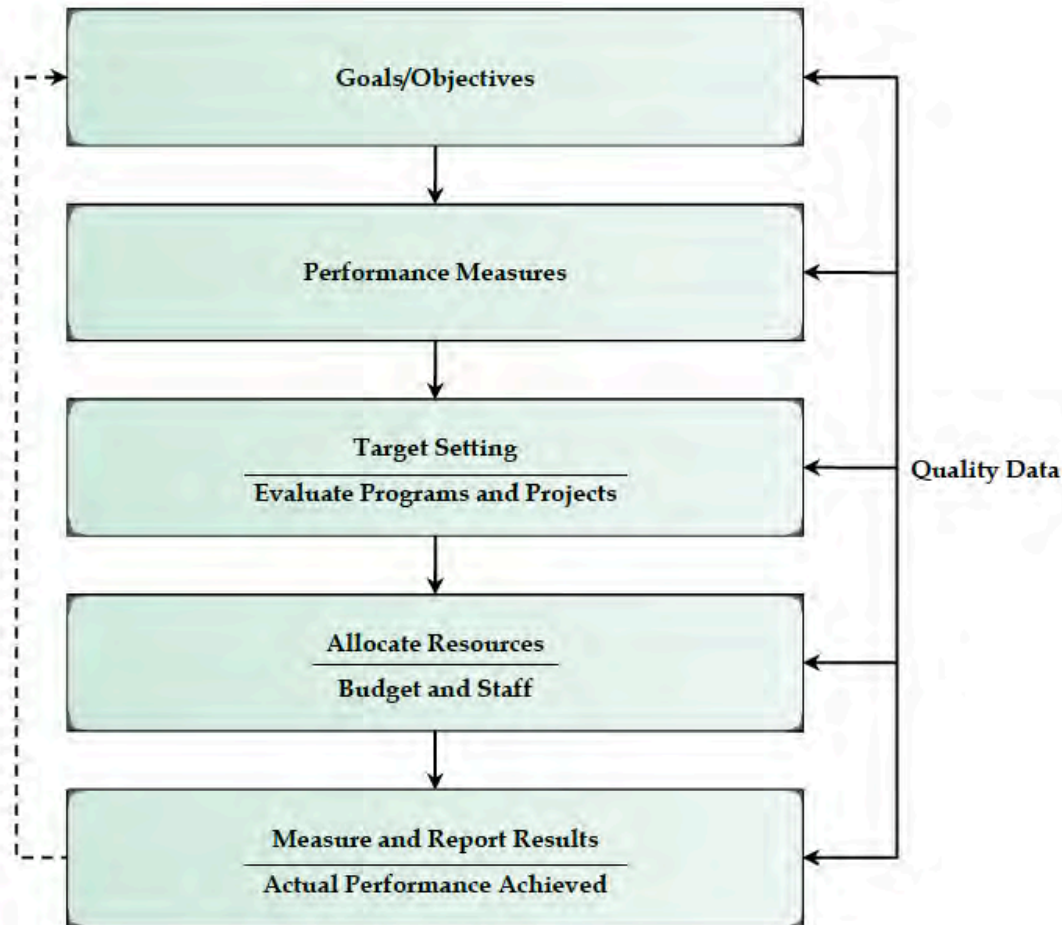 Goals/Objectives
Performance Measures
Target Setting
Evaluate Programs and Projects
Quality Data
Allocate Resources
Budget and Staff
Measure and Report Results
Actual Performance Achieved